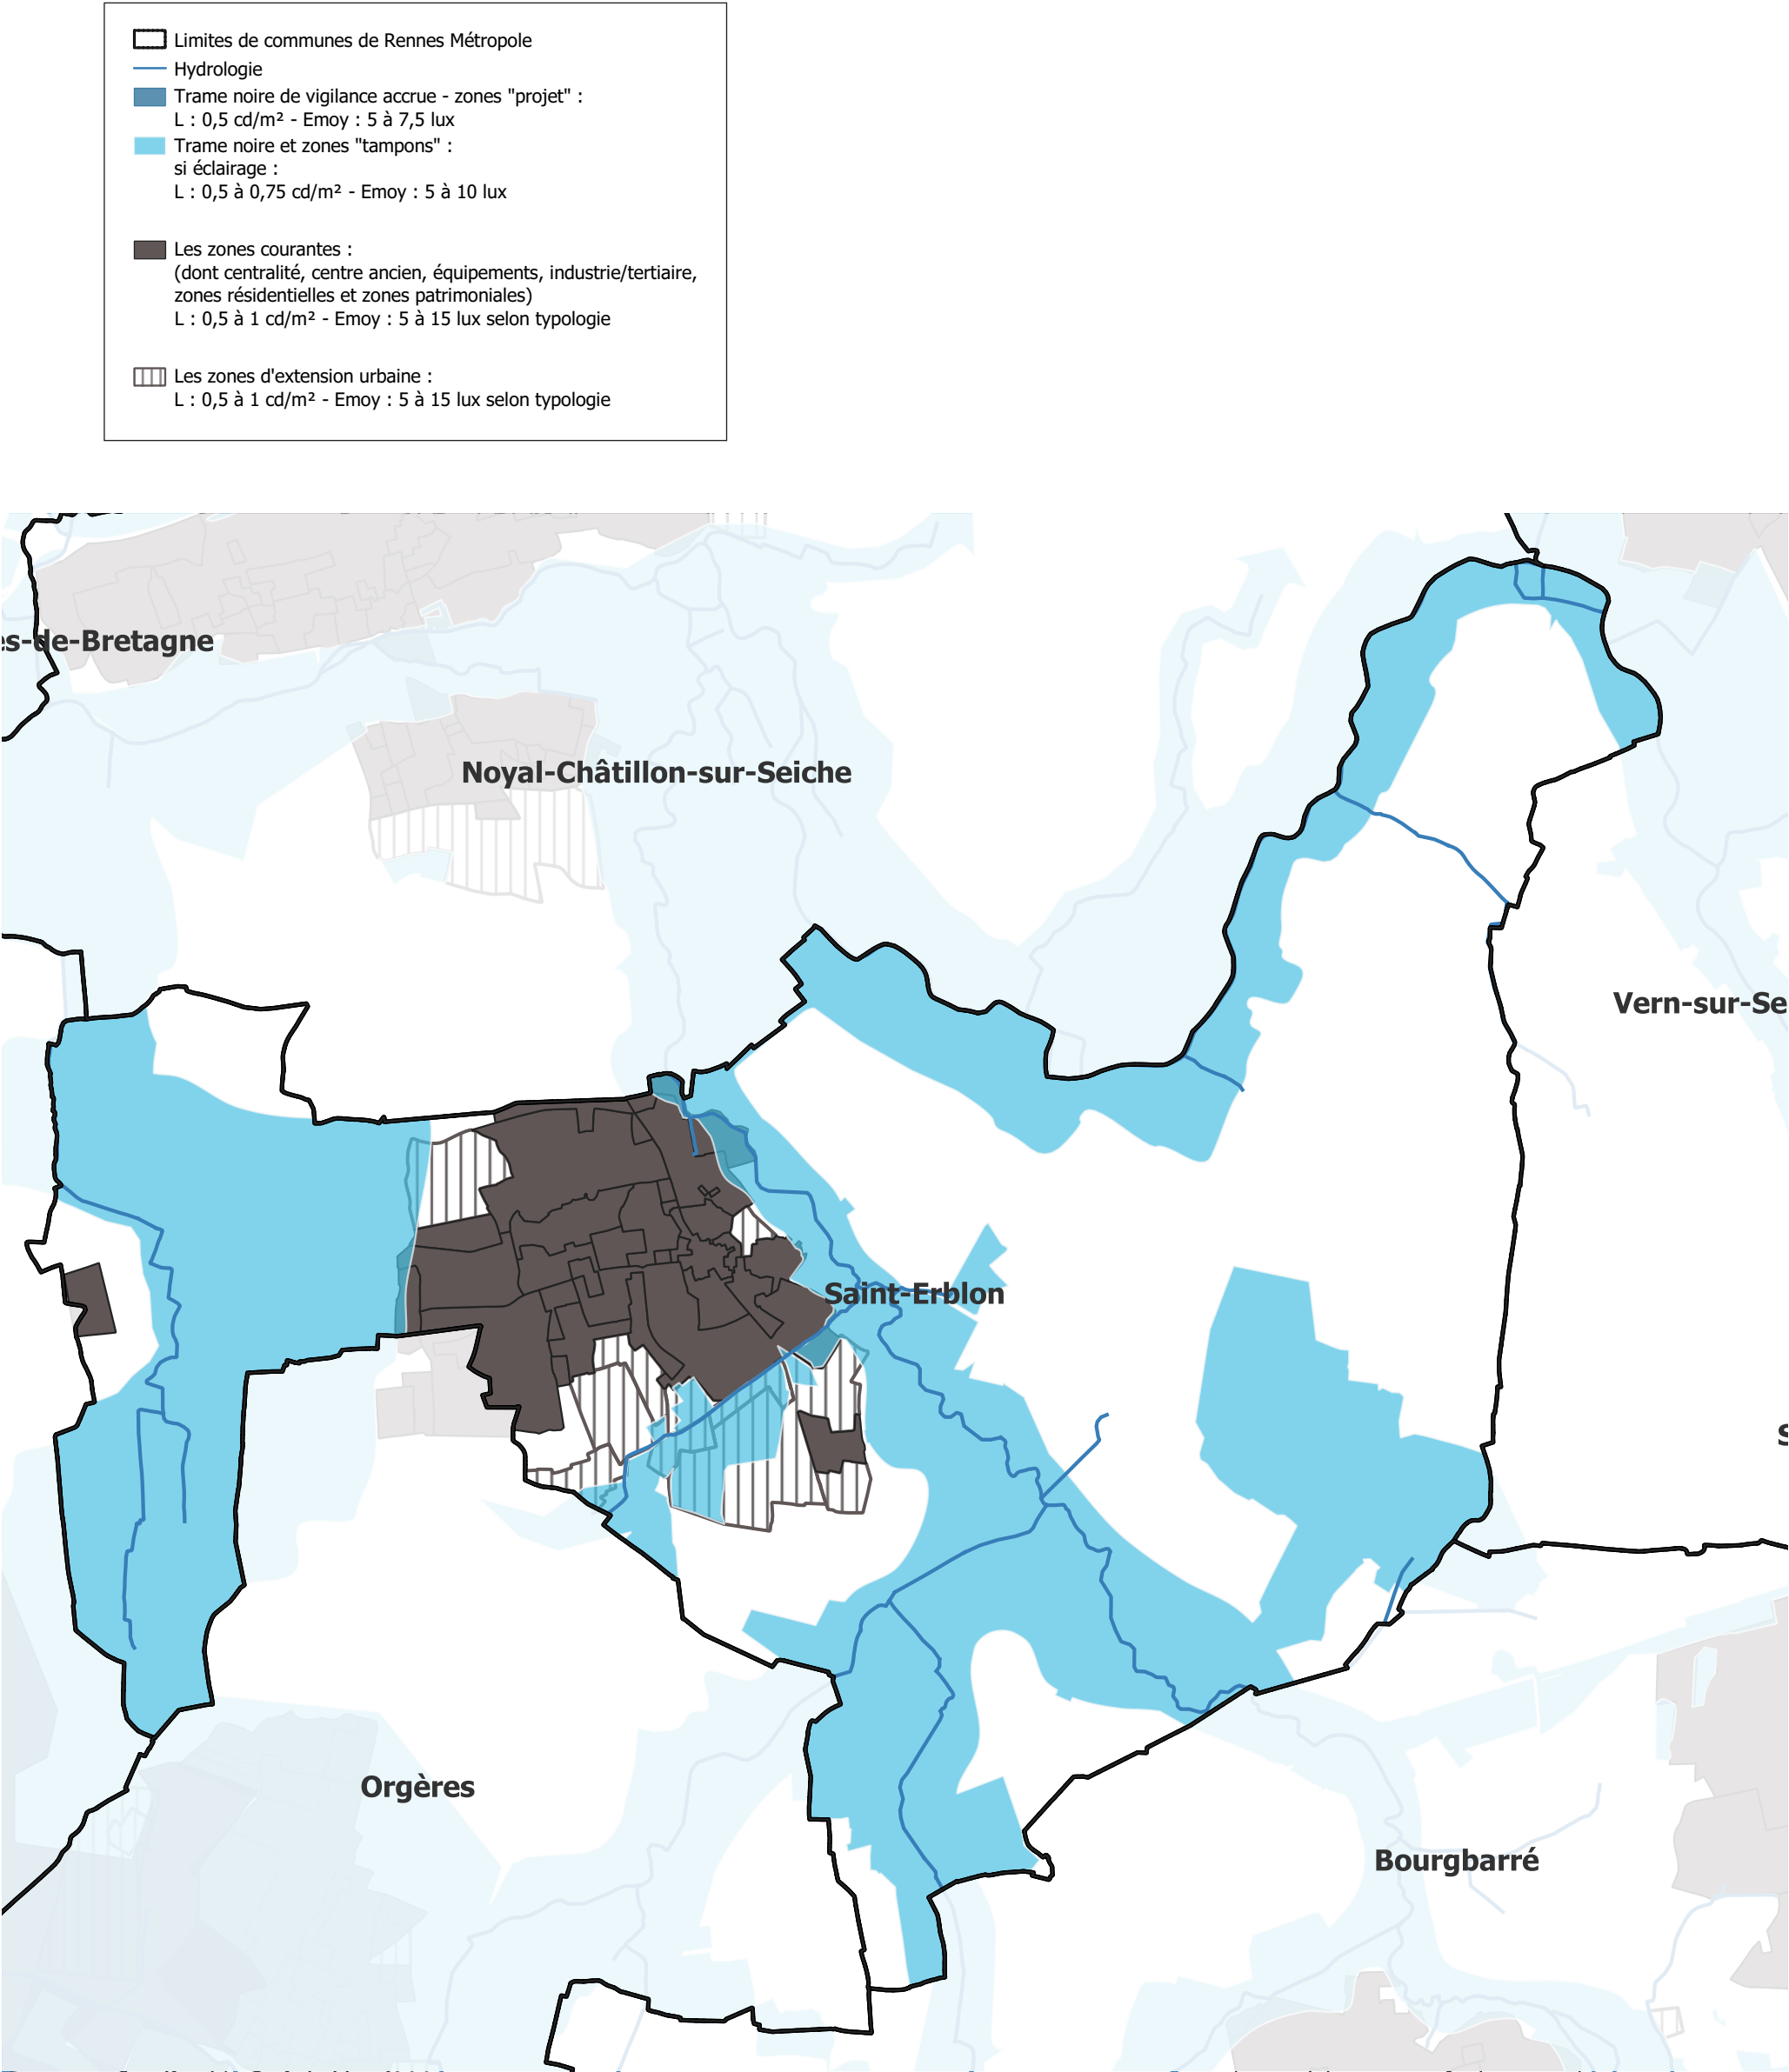 Limites de communes de Rennes Métropole
Hydrologie
Trame noire de vigilance accrue - zones "projet" :
L : 0,5 cd/m² - Emoy : 5 à 7,5 lux
Trame noire et zones "tampons" :
si éclairage :
L : 0,5 à 0,75 cd/m² - Emoy : 5 à 10 lux
Les zones courantes :
(dont centralité, centre ancien, équipements, industrie/tertiaire,
zones résidentielles et zones patrimoniales)
L : 0,5 à 1 cd/m² - Emoy : 5 à 15 lux selon typologie
Les zones d'extension urbaine :
L : 0,5 à 1 cd/m² - Emoy : 5 à 15 lux selon typologie
es-de-Bretagne
Noyal-Châtillon-sur-Seiche
Vern-sur-Se
Saint-Erblon
S
Orgères
Bourgbarré